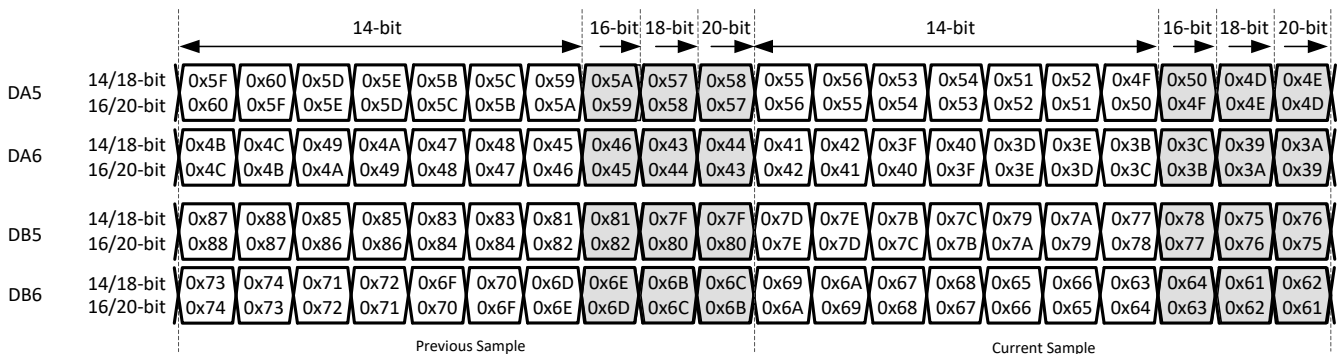 14-bit 16-bit 18-bit 20-bit 14-bit 16-bit 18-bit 20-bit
DA5
14/18-bit 0x5F 0x60 0x5D 0x5E 0x5B 0x5C 0x59 0x5A 0x57 0x58 0x55 0x56 0x53 0x54 0x51 0x52 0x4F 0x50 0x4D 0x4E
16/20-bit 0x60 0x5F 0x5E 0x5D 0x5C 0x5B 0x5A 0x59 0x58 0x57 0x56 0x55 0x54 0x53 0x52 0x51 0x50 0x4F 0x4E 0x4D
DA6
14/18-bit 0x4B 0x4C 0x49 0x4A 0x47 0x48 0x45 0x46 0x43 0x44 0x41 0x42 0x3F 0x40 0x3D 0x3E 0x3B 0x3C 0x39 0x3A
16/20-bit 0x4C 0x4B 0x4A 0x49 0x48 0x47 0x46 0x45 0x44 0x43 0x42 0x41 0x40 0x3F 0x3E 0x3D 0x3C 0x3B 0x3A 0x39
DB5
14/18-bit 0x87 0x88 0x85 0x85 0x83 0x83 0x81 0x81 0x7F 0x7F 0x7D 0x7E 0x7B 0x7C 0x79 0x7A 0x77 0x78 0x75 0x76
16/20-bit 0x88 0x87 0x86 0x86 0x84 0x84 0x82 0x82 0x80 0x80 0x7E 0x7D 0x7C 0x7B 0x7A 0x79 0x78 0x77 0x76 0x75
DB6
14/18-bit 0x73 0x74 0x71 0x72 0x6F 0x70 0x6D 0x6E 0x6B 0x6C 0x69 0x6A 0x67 0x68 0x65 0x66 0x63 0x64 0x61 0x62
16/20-bit 0x74 0x73 0x72 0x71 0x70 0x6F 0x6E 0x6D 0x6C 0x6B 0x6A 0x69 0x68 0x67 0x66 0x65 0x64 0x63 0x62 0x61
Previous Sample Current Sample